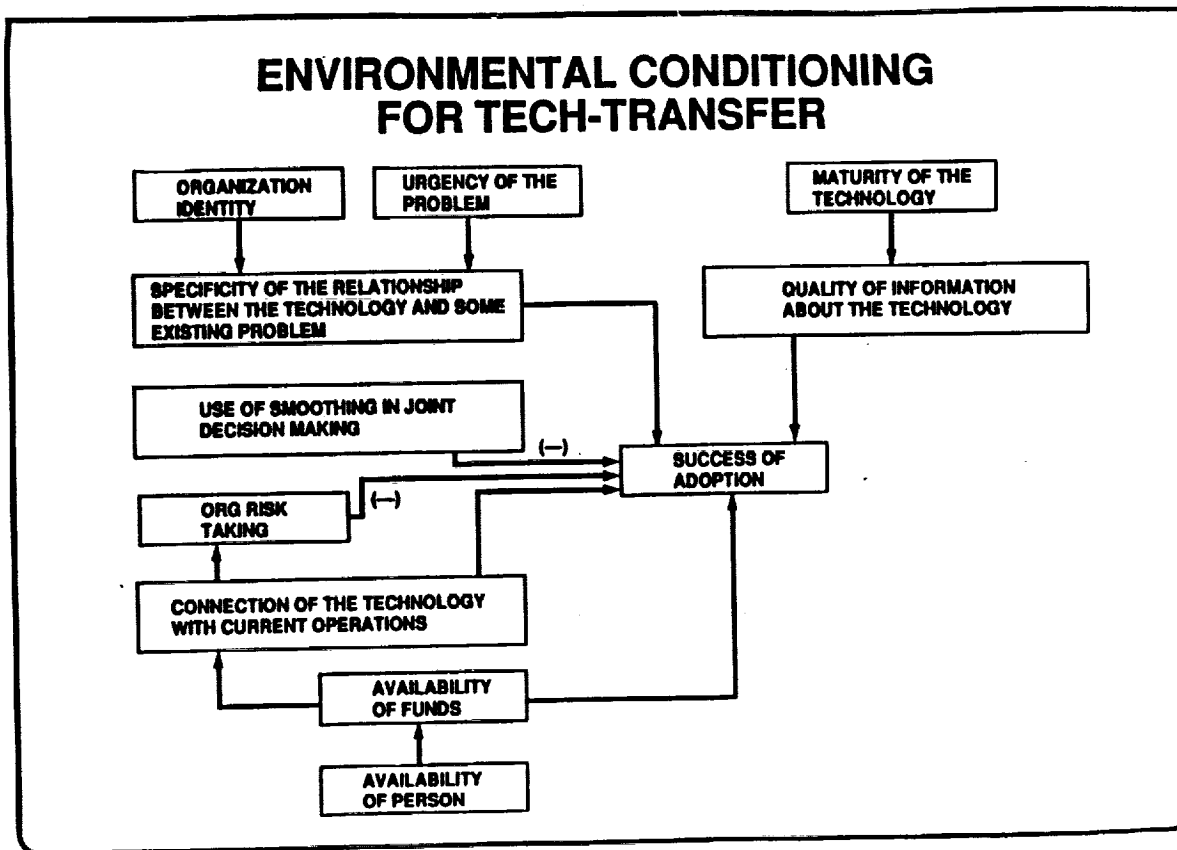 ENVIRONMENTAL CONDITIONING
FOR TECH-TRANSFER
ORGANIZATION
IDENTITY
URGENCY OF THE
PROBLEM
MATURITY OF THE
TECHNOLOGY
SPECIFICITY OF THE RELATIONSHIP
BETWEEN THE TECHNOLOGY AND SOME
EXISTING PROBLEM
QUALITY OF INFORMATION
ABOUT THE TECHNOLOGY
USE OF SMOOTHING IN JOINT
DECISION MAKING
(—)
SUCCESS OF
ADOPTION
ORG RISK
TAKING
(—)
CONNECTION OF THE TECHNOLOGY
WITH CURRENT OPERATIONS
AVAILABILITY
OF FUNDS
AVAILABILITY
OF PERSON